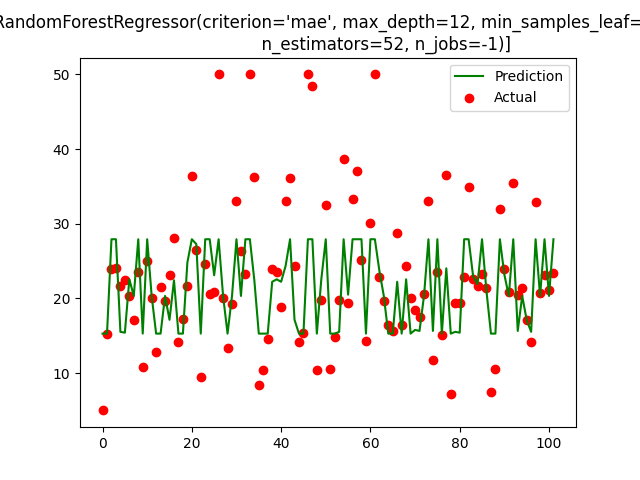 RandomForestRegressor(criterion='mae', max_depth=12, min_samples_leaf=
n_estimators=52, n_jobs=-1)]
Prediction
Actual
50
40
30
20
10
0
20
40
60
80
100